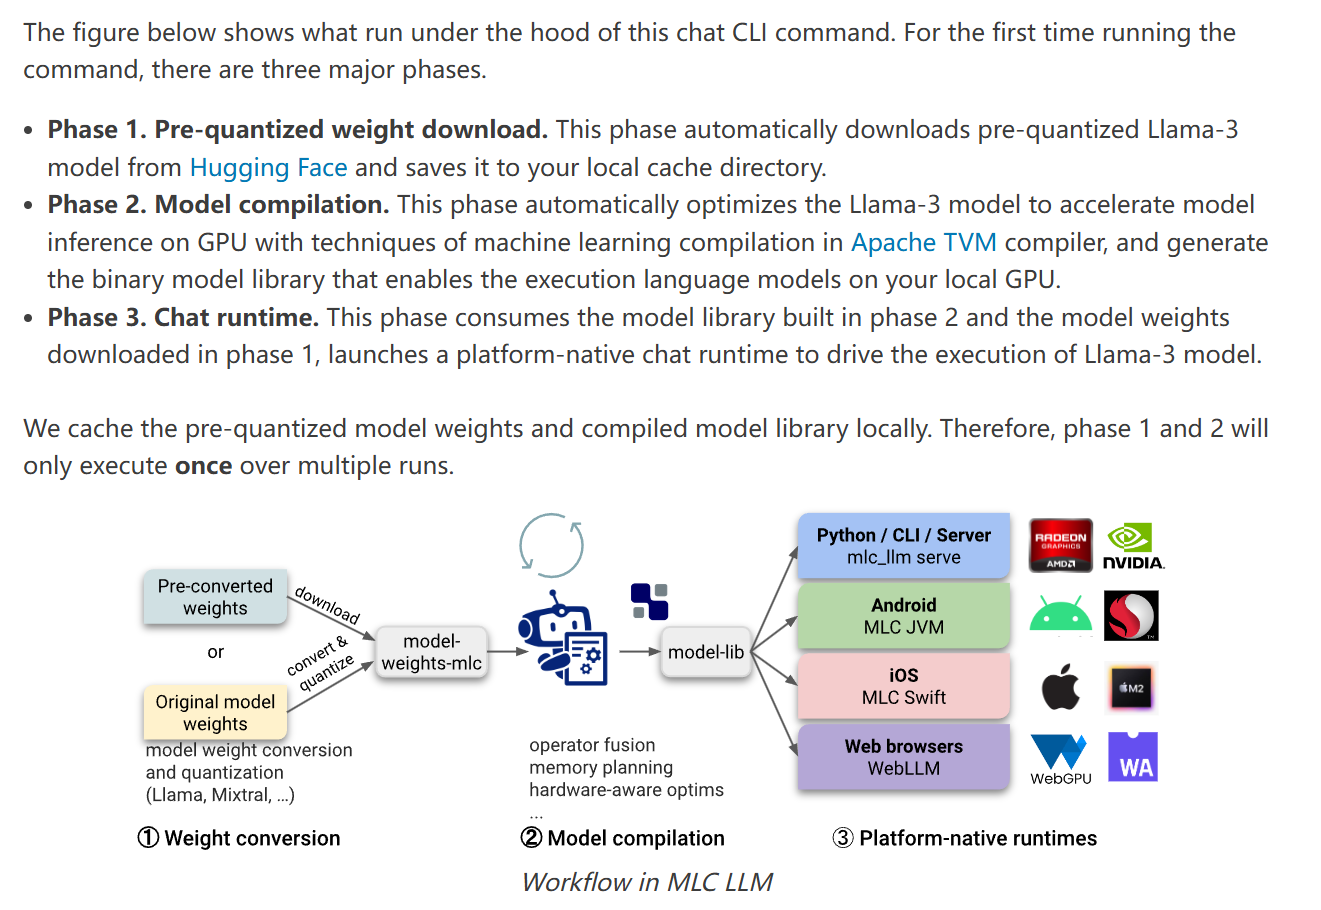 The figure below shows what run under the hood of this chat CLI command. For the first time running the
command, there are three major phases.
• Phase 1. Pre-quantized weight download. This phase automatically downloads pre-quantized Llama-3
model from Hugging Face and saves it to your local cache directory.
• Phase 2. Model compilation. This phase automatically optimizes the Llama-3 model to accelerate model
inference on GPU with techniques of machine learning compilation in Apache TVM compiler, and generate
the binary model library that enables the execution language models on your local GPU.
• Phase 3. Chat runtime. This phase consumes the model library built in phase 2 and the model weights
downloaded in phase 1, launches a platform-native chat runtime to drive the execution of Llama-3 model.
We cache the pre-quantized model weights and compiled model library locally. Therefore, phase 1 and 2 will
only execute once over multiple runs.
Pre-converted
weights
or
Original model
weights
download
convert &
quantize
model-
weights-mlc
model weight conversion
and quantization
(Llama, Mixtral, ...)
① Weight conversion
operator fusion
memory planning
hardware-aware optims
...
② Model compilation
model-lib
Python / CLI / Server
mlc_llm serve
RADEON
GRAPHICS
AMD
NVIDIA.
Android
MLC JVM
iOS
MLC Swift
M2
Web browsers
WebLLM
WebGPU
WA
③ Platform-native runtimes
Workflow in MLC LLM